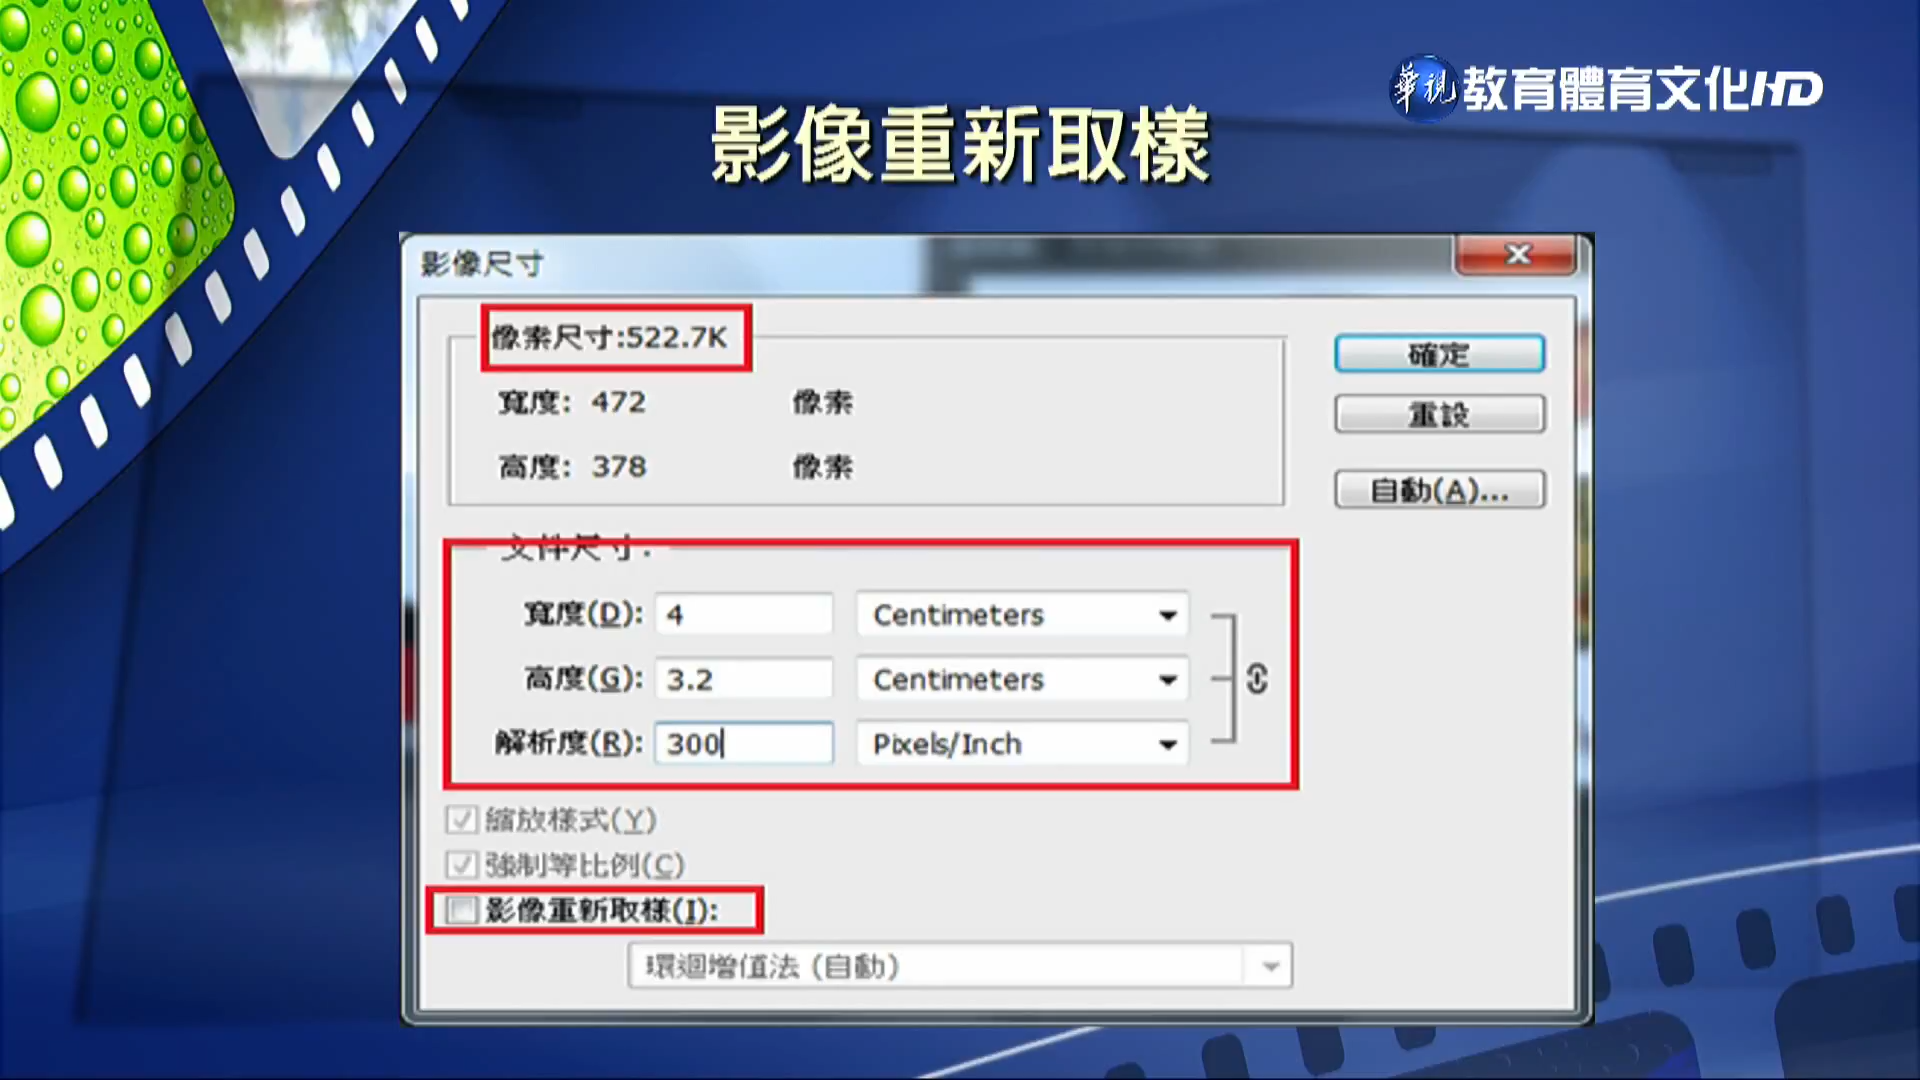 華視 教育體育文化HD
影像重新取樣
影像尺寸
像素尺寸:522.7K
寬度: 472 像素
高度: 378 像素
確定
重設
自動(A)...
文件尺寸:
寬度(D): 4 Centimeters
高度(G): 3.2 Centimeters
解析度(R): 300 Pixels/Inch
縮放樣式(Y)
強制等比例(C)
影像重新取樣(I):
環迴增值法 (自動)